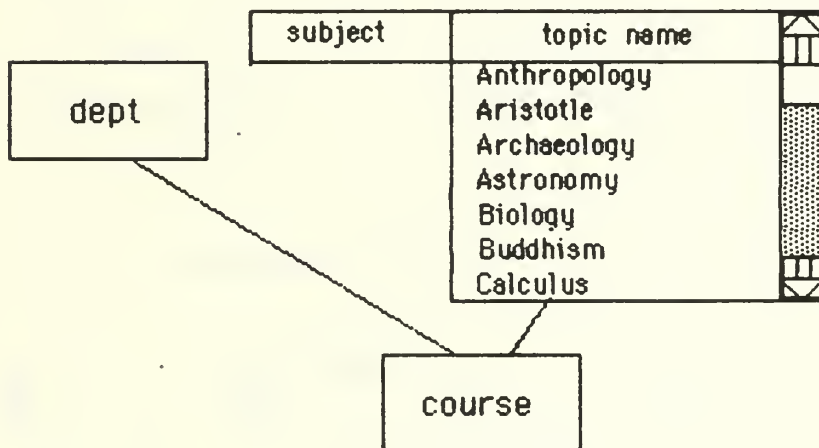 subject topic name
dept
Anthropology
Aristotle
Archaeology
Astronomy
Biology
Buddhism
Calculus
course